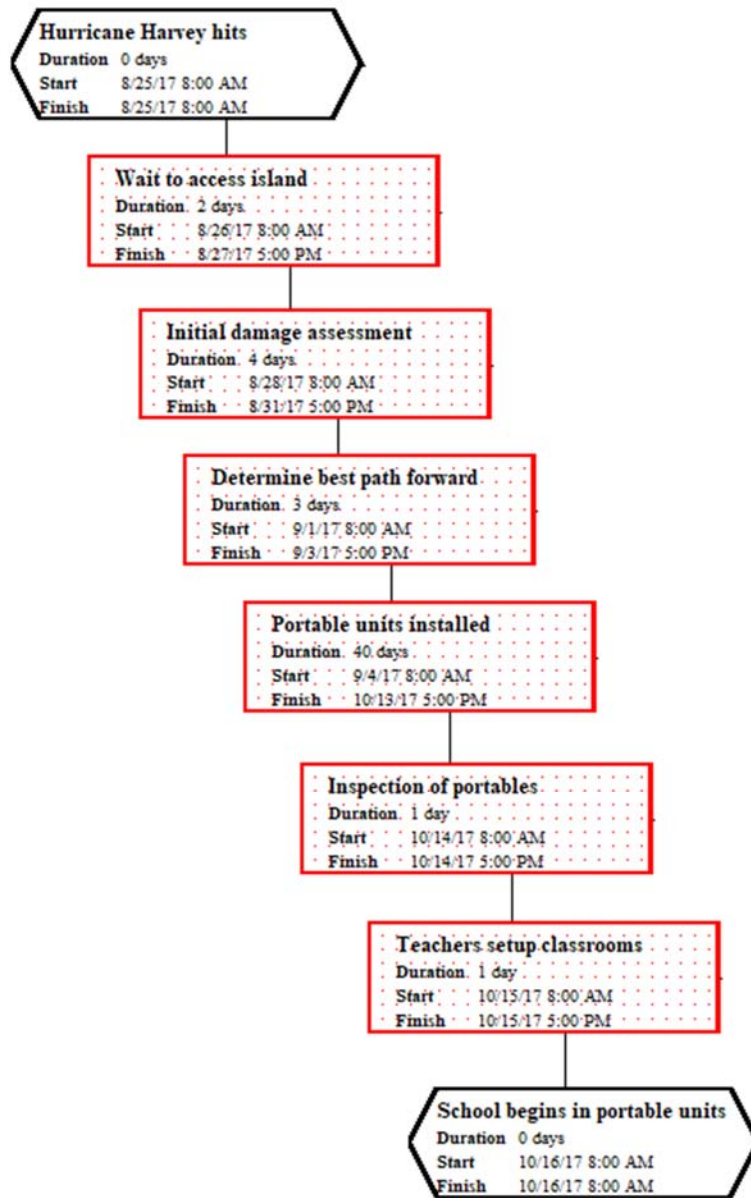 Hurricane Harvey hits
Duration 0 days
Start 8/25/17 8:00 AM
Finish 8/25/17 8:00 AM
Wait to access island
Duration 2 days
Start 8/26/17 8:00 AM
Finish 8/27/17 5:00 PM
Initial damage assessment
Duration 4 days
Start 8/28/17 8:00 AM
Finish 8/31/17 5:00 PM
Determine best path forward
Duration 3 days
Start 9/1/17 8:00 AM
Finish 9/3/17 5:00 PM
Portable units installed
Duration 40 days
Start 9/4/17 8:00 AM
Finish 10/13/17 5:00 PM
Inspection of portables
Duration 1 day
Start 10/14/17 8:00 AM
Finish 10/14/17 5:00 PM
Teachers setup classrooms
Duration 1 day
Start 10/15/17 8:00 AM
Finish 10/15/17 5:00 PM
School begins in portable units
Duration 0 days
Start 10/16/17 8:00 AM
Finish 10/16/17 8:00 AM